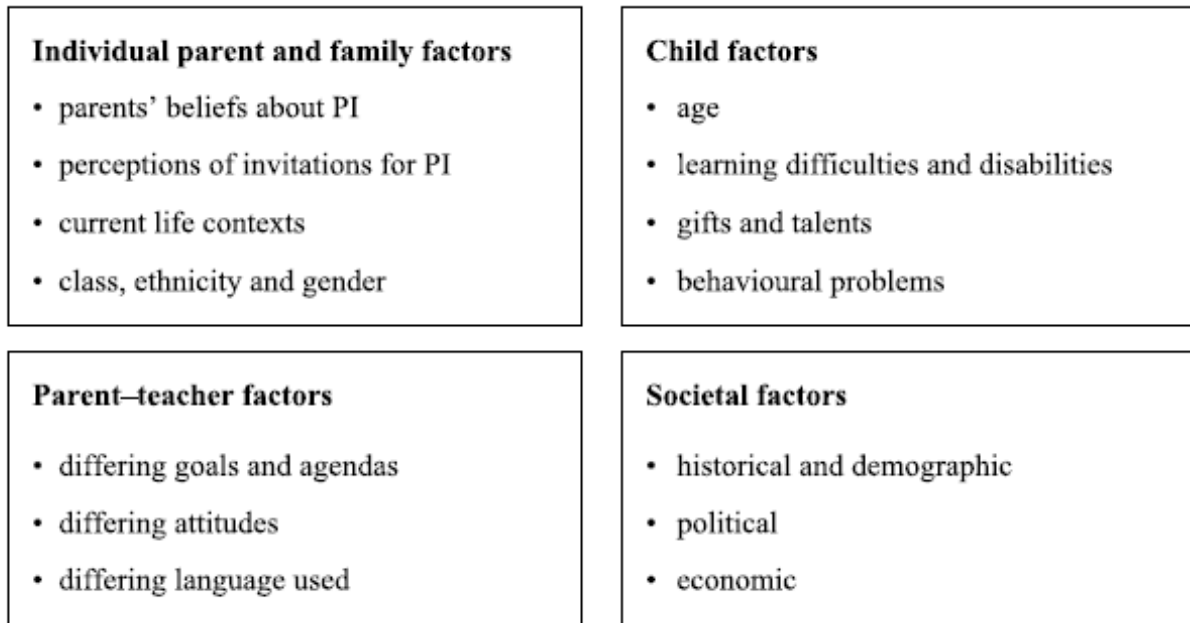 Individual parent and family factors
• parents’ beliefs about PI
• perceptions of invitations for PI
• current life contexts
• class, ethnicity and gender
Child factors
• age
• learning difficulties and disabilities
• gifts and talents
• behavioural problems
Parent–teacher factors
• differing goals and agendas
• differing attitudes
• differing language used
Societal factors
• historical and demographic
• political
• economic